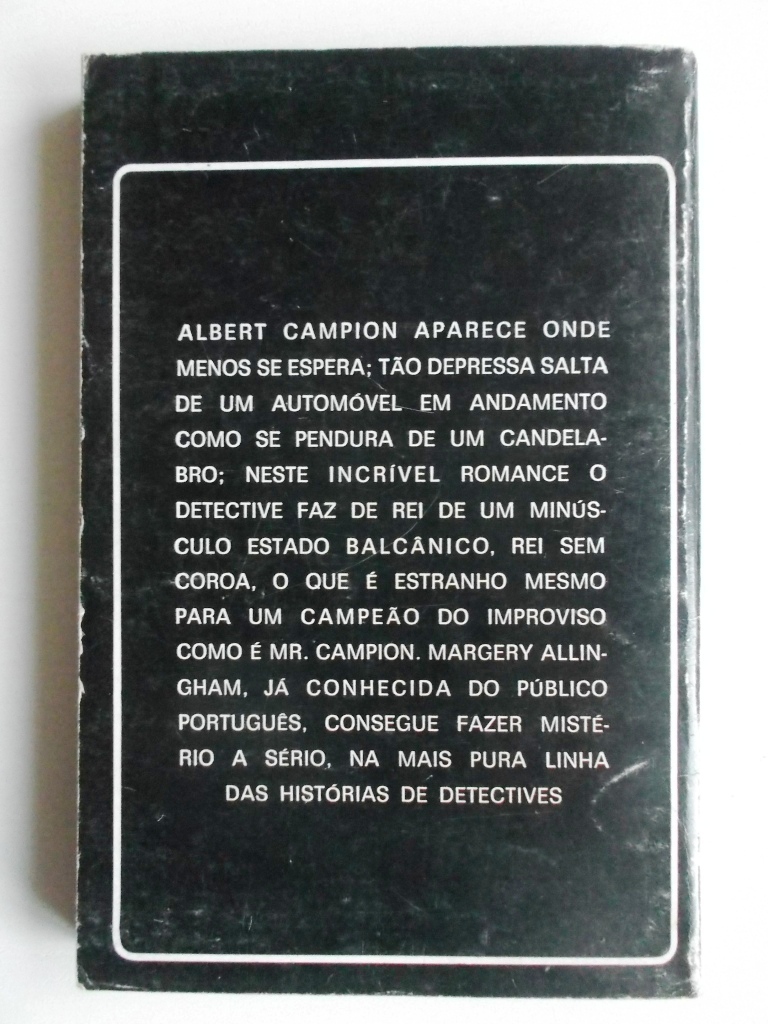 ALBERT CAMPION APARECE ONDE
MENOS SE ESPERA; TÃO DEPRESSA SALTA
DE UM AUTOMÓVEL EM ANDAMENTO
COMO SE PENDURA DE UM CANDELA-
BRO; NESTE INCRÍVEL ROMANCE O
DETECTIVE FAZ DE REI DE UM MINÚS-
CULO ESTADO BALCÂNICO, REI SEM
COROA, O QUE É ESTRANHO MESMO
PARA UM CAMPEÃO DO IMPROVISO
COMO É MR. CAMPION. MARGERY ALLIN-
GHAM, JÁ CONHECIDA DO PÚBLICO
PORTUGUÊS, CONSEGUE FAZER MISTÉ-
RIO A SÉRIO, NA MAIS PURA LINHA
DAS HISTÓRIAS DE DETECTIVES